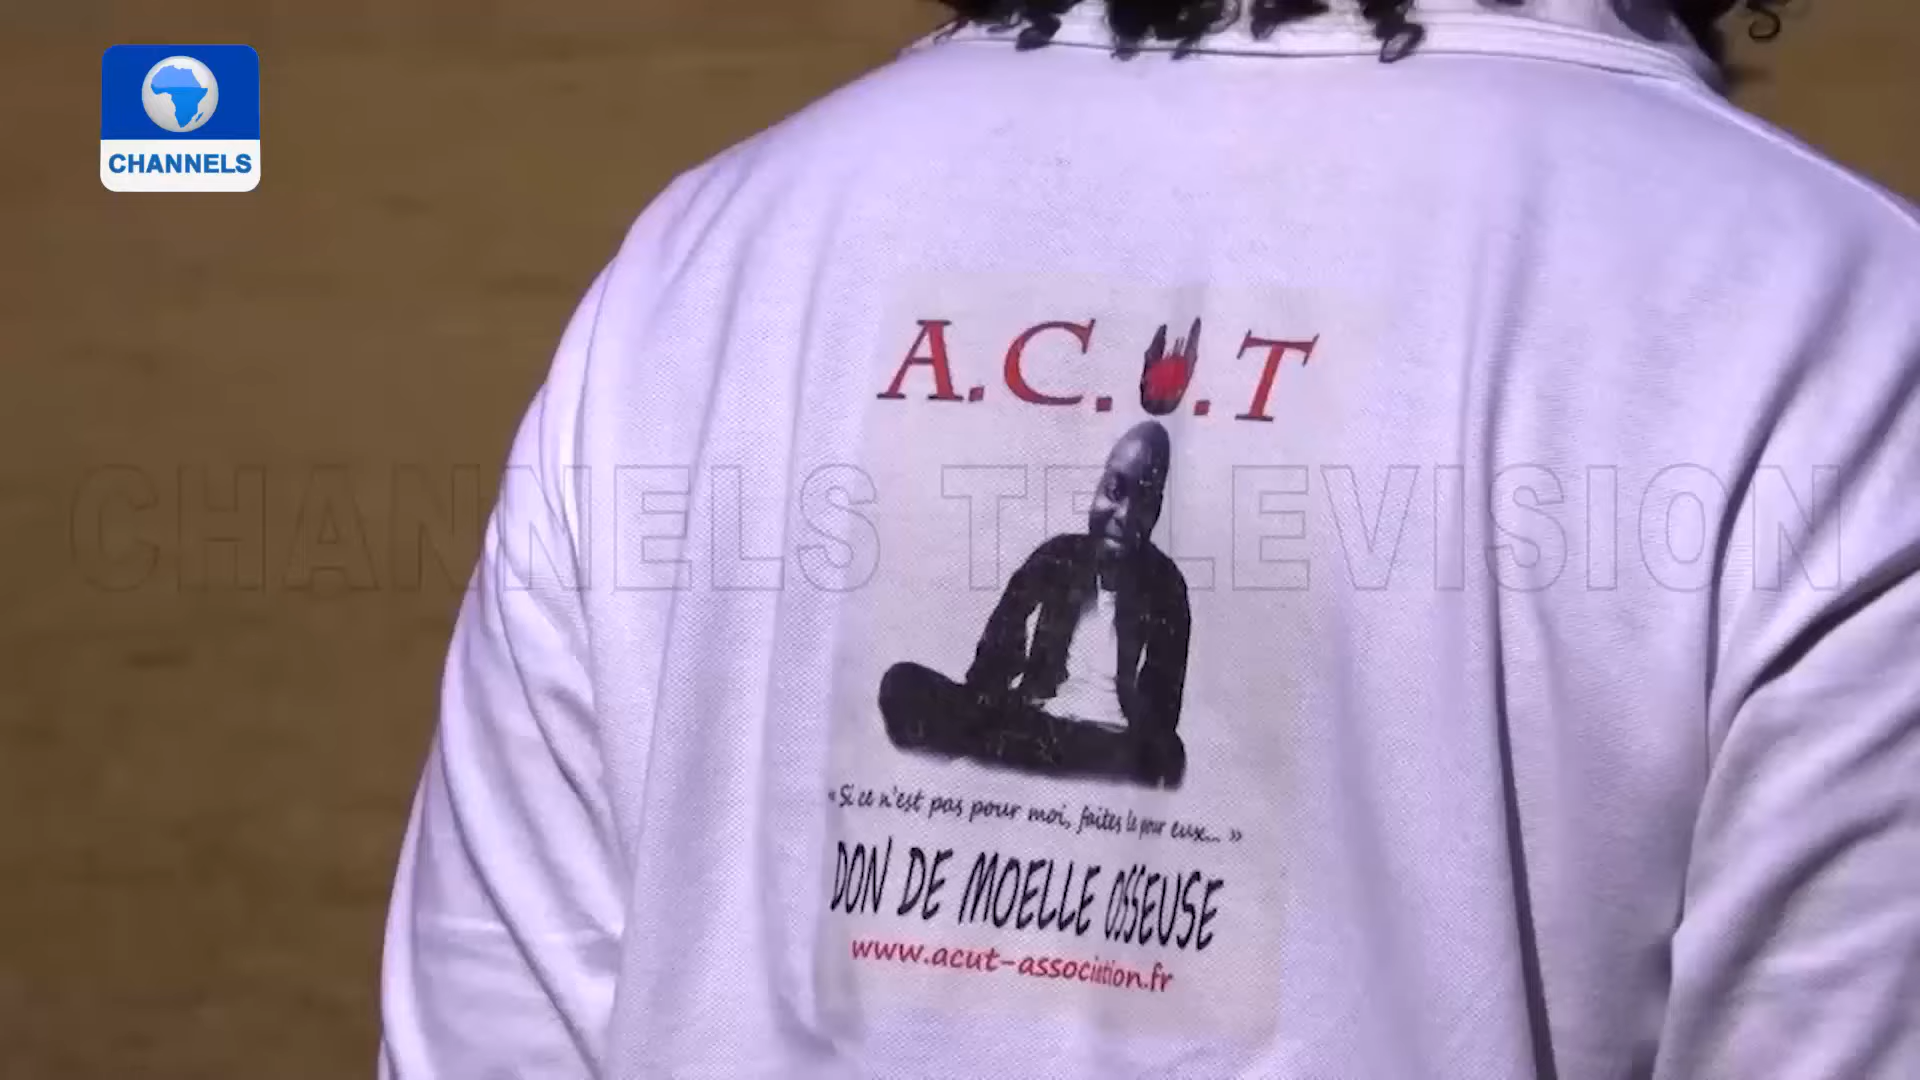 CHANNELS
A.C.U.T
CHANNELS TELEVISION
« Si ce n'est pas pour moi, faites le pour eux... »
DON DE MOELLE OSSEUSE
www.acut-association.fr